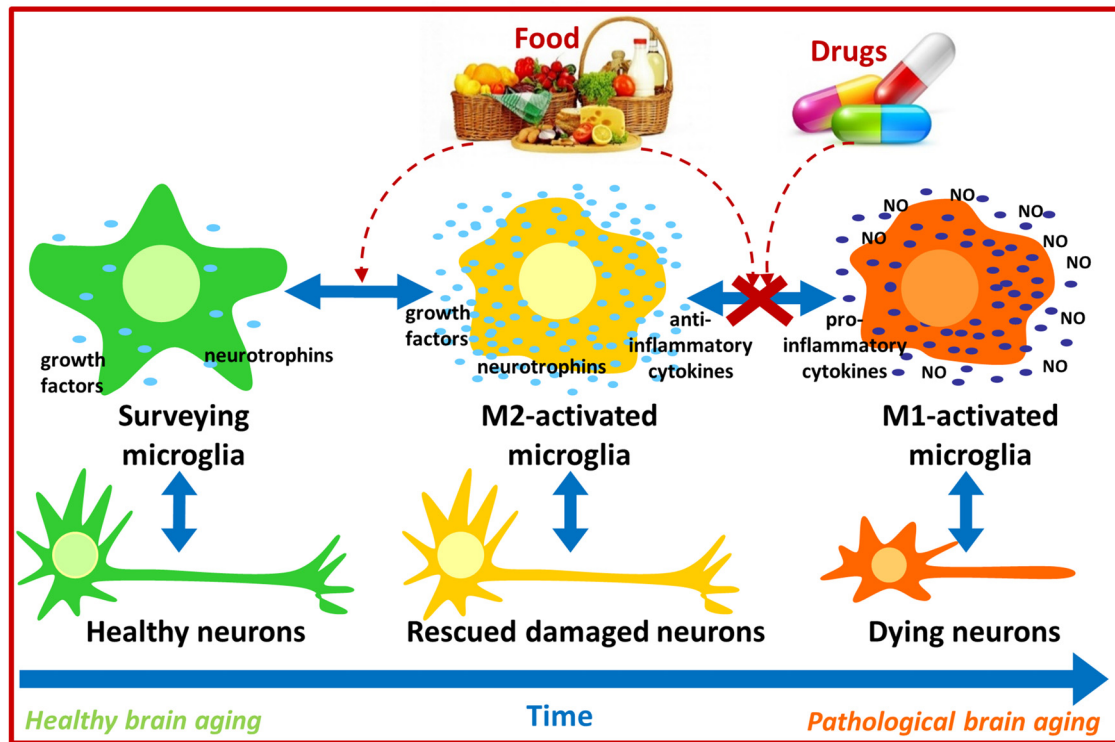 Food
Drugs
growth
factors
neurotrophins
growth
factors
neurotrophins
anti-
inflammatory
cytokines
pro-
inflammatory
cytokines
NO
NO
NO
NO
NO
NO
NO
NO
NO
Surveying
microglia
M2-activated
microglia
M1-activated
microglia
Healthy neurons
Rescued damaged neurons
Dying neurons
Healthy brain aging
Time
Pathological brain aging